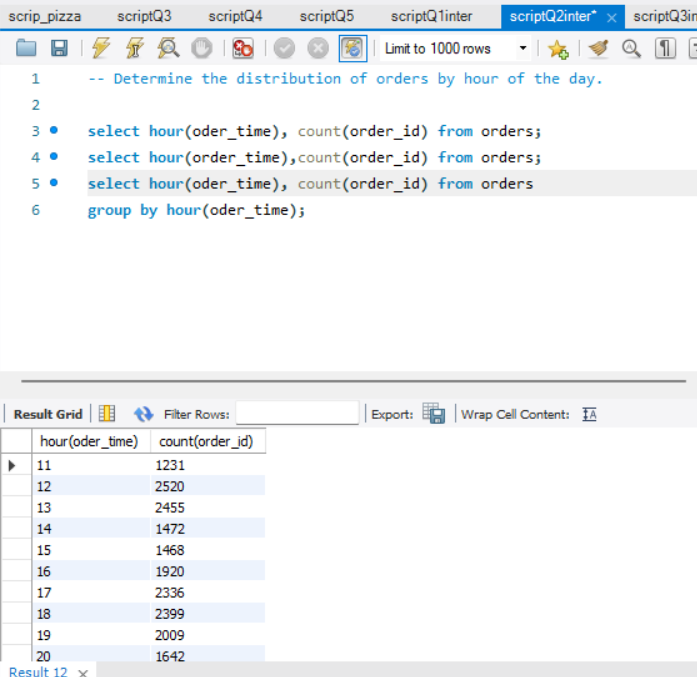 scrip_pizza scriptQ3 scriptQ4 scriptQ5 scriptQ1inter scriptQ2inter* scriptQ3in
Limit to 1000 rows
1 -- Determine the distribution of orders by hour of the day.
2
3 select hour(oder_time), count(order_id) from orders;
4 select hour(order_time),count(order_id) from orders;
5 select hour(oder_time), count(order_id) from orders
6 group by hour(oder_time);
Result Grid Filter Rows: Export: Wrap Cell Content:
hour(oder_time) count(order_id)
11 1231
12 2520
13 2455
14 1472
15 1468
16 1920
17 2336
18 2399
19 2009
20 1642
Result 12